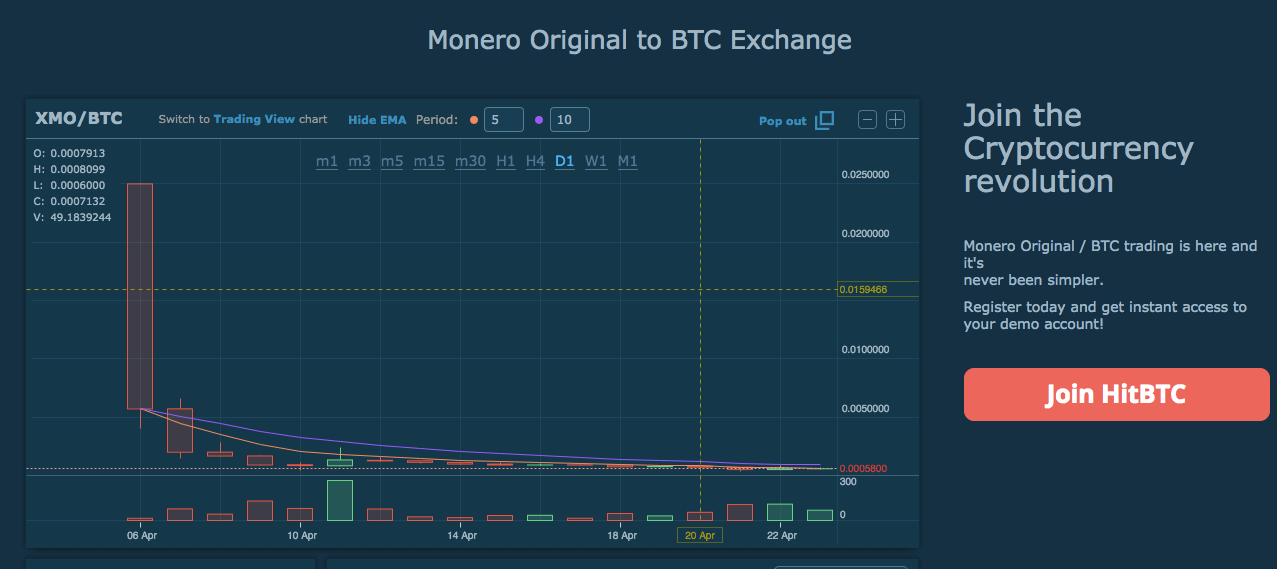 Monero Original to BTC Exchange
XMO/BTC
Switch to Trading View chart
Hide EMA Period: 5 10
Pop out
O: 0.0007913
H: 0.0008099
L: 0.0006000
C: 0.0007132
V: 49.1839244
m1 m3 m5 m15 m30 H1 H4 D1 W1 M1
0.0250000
0.0200000
0.0159466
0.0100000
0.0050000
0.0005800
300
0
06 Apr 10 Apr 14 Apr 18 Apr 20 Apr 22 Apr
Join the
Cryptocurrency
revolution
Monero Original / BTC trading is here and
it's
never been simpler.
Register today and get instant access to
your demo account!
Join HitBTC